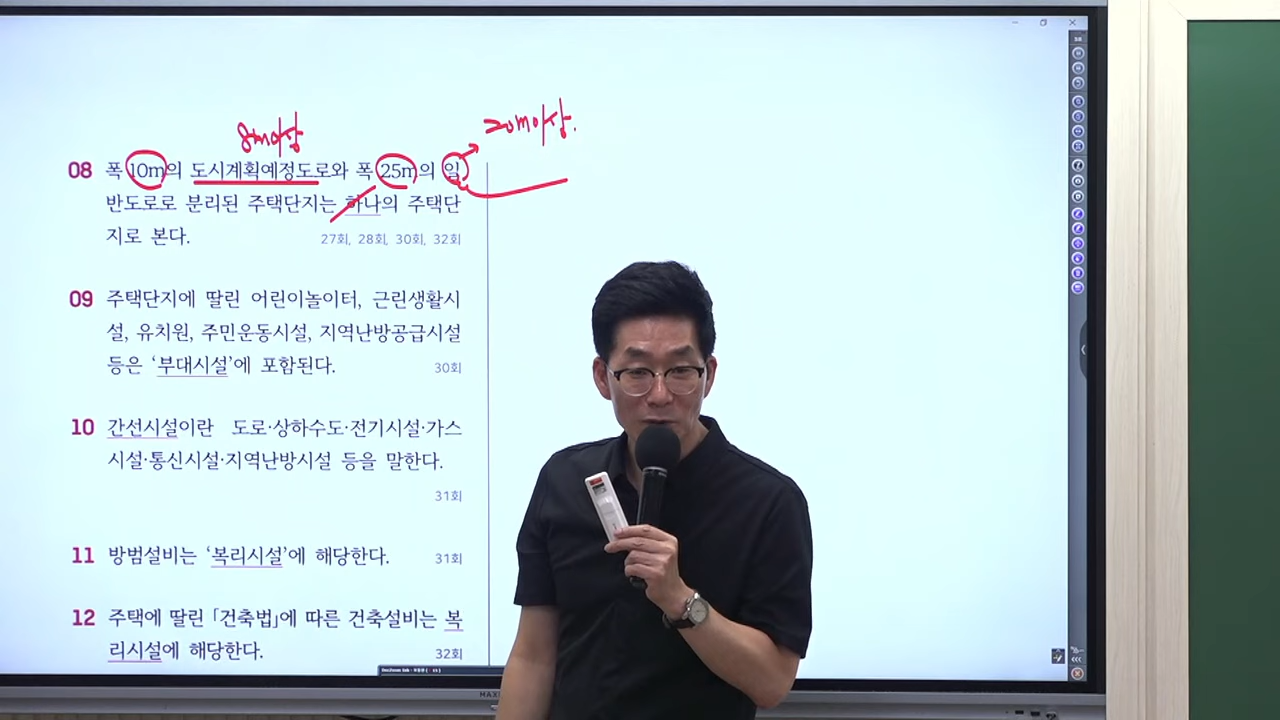 20m이상.
8m이상
08 폭 10m의 도시계획예정도로와 폭 25m의 일
반도로로 분리된 주택단지는 하나의 주택단
지로 본다. 27회, 28회, 30회, 32회
09 주택단지에 딸린 어린이놀이터, 근린생활시
설, 유치원, 주민운동시설, 지역난방공급시설
등은 ‘부대시설’에 포함된다. 30회
10 간선시설이란 도로·상하수도·전기시설·가스
시설·통신시설·지역난방시설 등을 말한다.
31회
11 방범설비는 ‘복리시설’에 해당한다. 31회
12 주택에 딸린 「건축법」에 따른 건축설비는 복
리시설에 해당한다. 32회